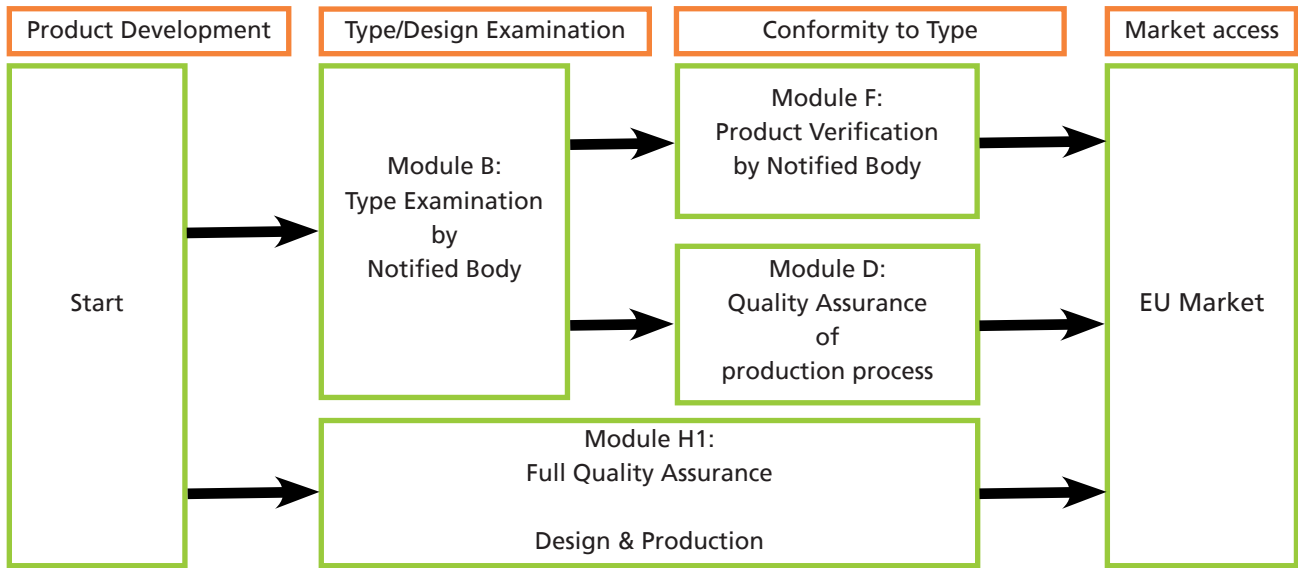 Product Development
Type/Design Examination
Conformity to Type
Market access
Start
Module B:
Type Examination
by
Notified Body
Module F:
Product Verification
by Notified Body
Module D:
Quality Assurance
of
production process
Module H1:
Full Quality Assurance
Design & Production
EU Market